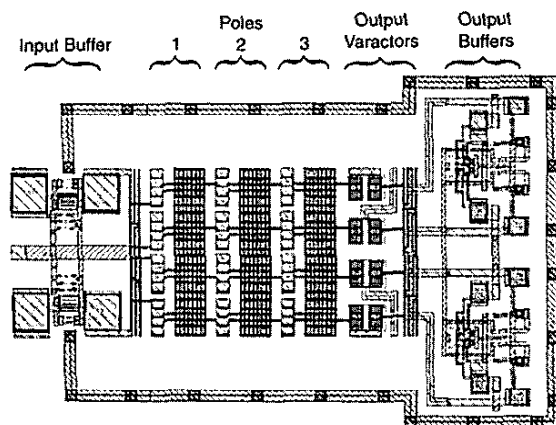 Input Buffer
Poles
1 2 3
Output
Varactors
Output
Buffers